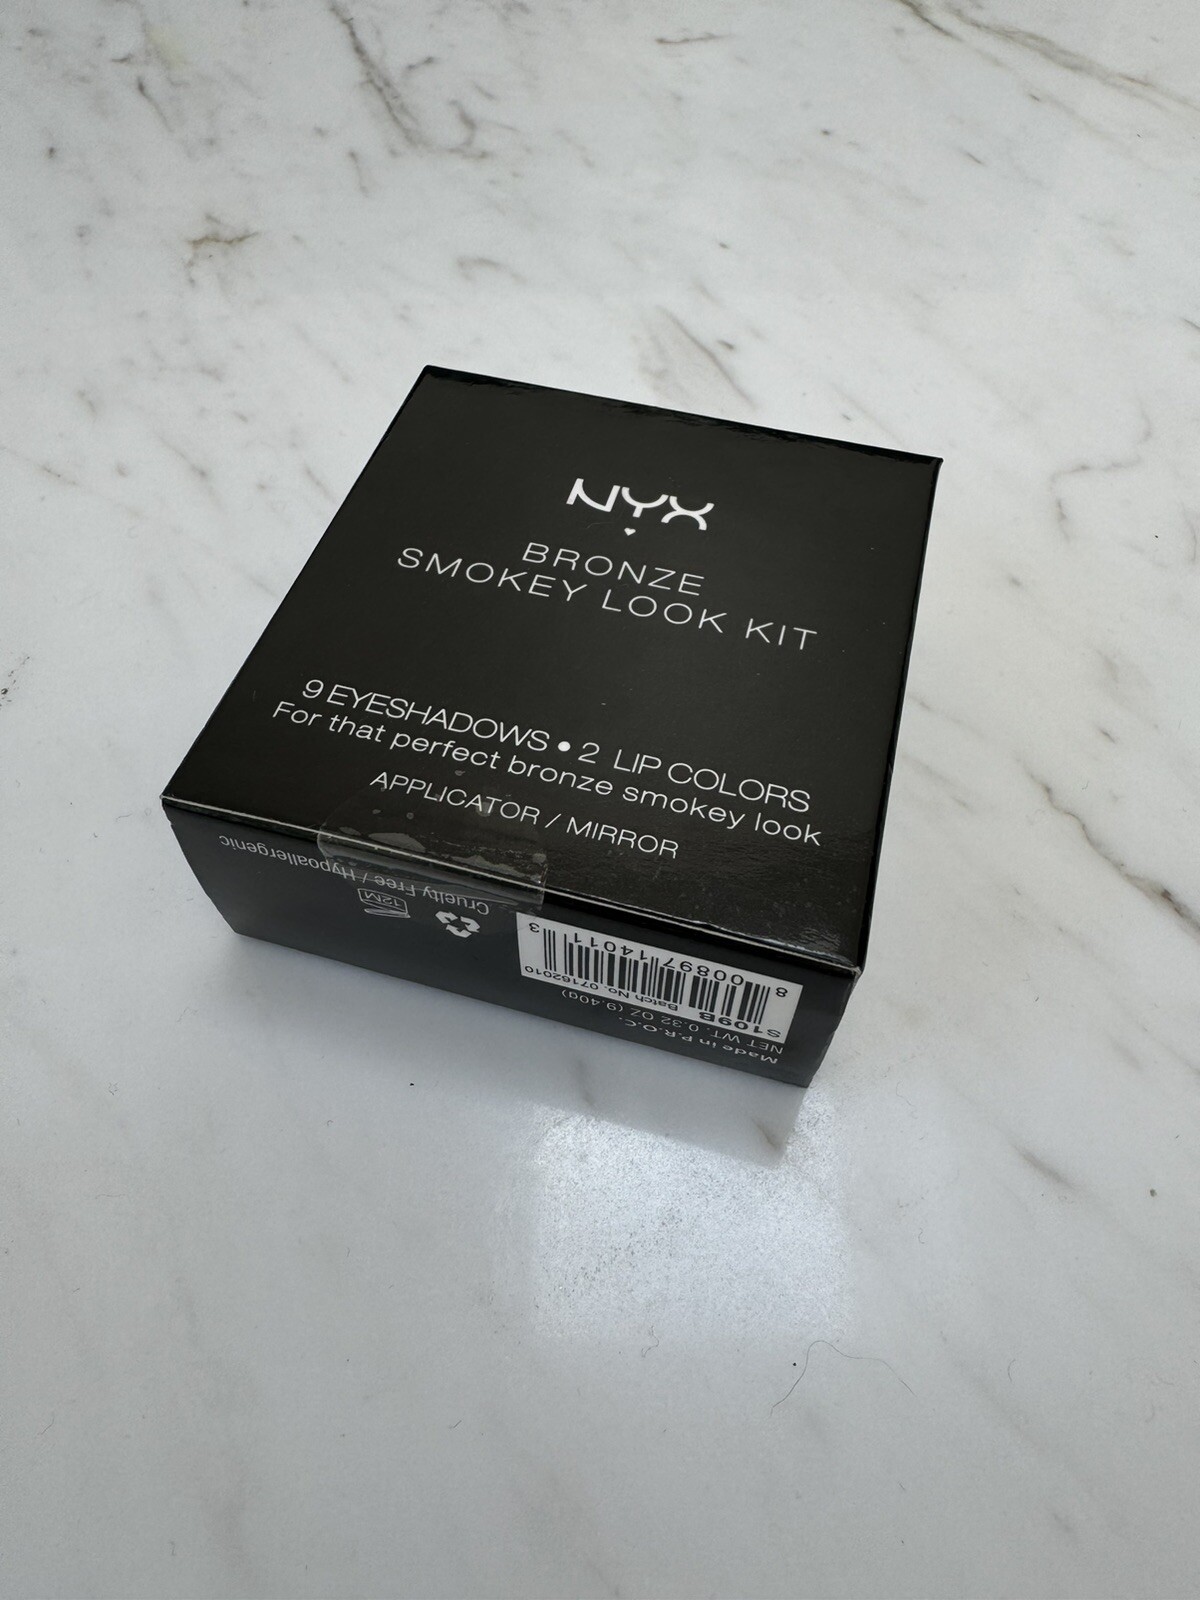 NYX
BRONZE
SMOKEY LOOK KIT
9 EYESHADOWS • 2 LIP COLORS
For that perfect bronze smokey look
APPLICATOR / MIRROR
Cruelty Free / Hypoallergenic
12M
Made in P.R.O.C.
NET WT. 0.32 OZ (9.40g)
S109B
Batch No. 07162010
8 00897 14011 3